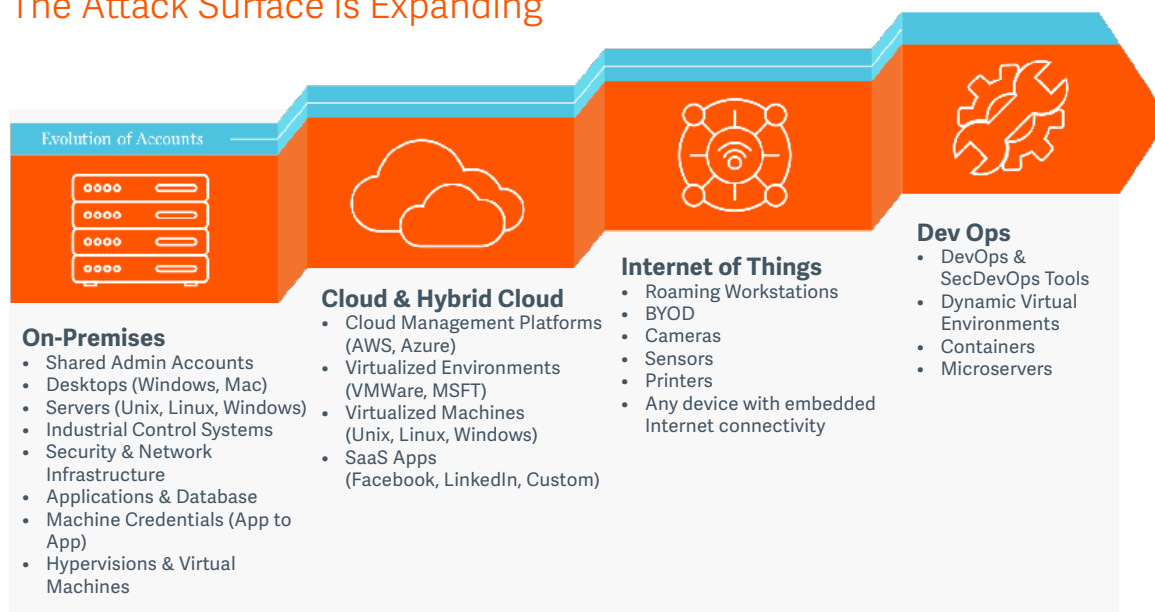 The Attack Surface is Expanding
Evolution of Accounts
On-Premises
• Shared Admin Accounts
• Desktops (Windows, Mac)
• Servers (Unix, Linux, Windows)
• Industrial Control Systems
• Security & Network
Infrastructure
• Applications & Database
• Machine Credentials (App to
App)
• Hypervisions & Virtual
Machines
Cloud & Hybrid Cloud
• Cloud Management Platforms
(AWS, Azure)
• Virtualized Environments
(VMWare, MSFT)
• Virtualized Machines
(Unix, Linux, Windows)
• SaaS Apps
(Facebook, LinkedIn, Custom)
Internet of Things
• Roaming Workstations
• BYOD
• Cameras
• Sensors
• Printers
• Any device with embedded
Internet connectivity
Dev Ops
• DevOps &
SecDevOps Tools
• Dynamic Virtual
Environments
• Containers
• Microservers